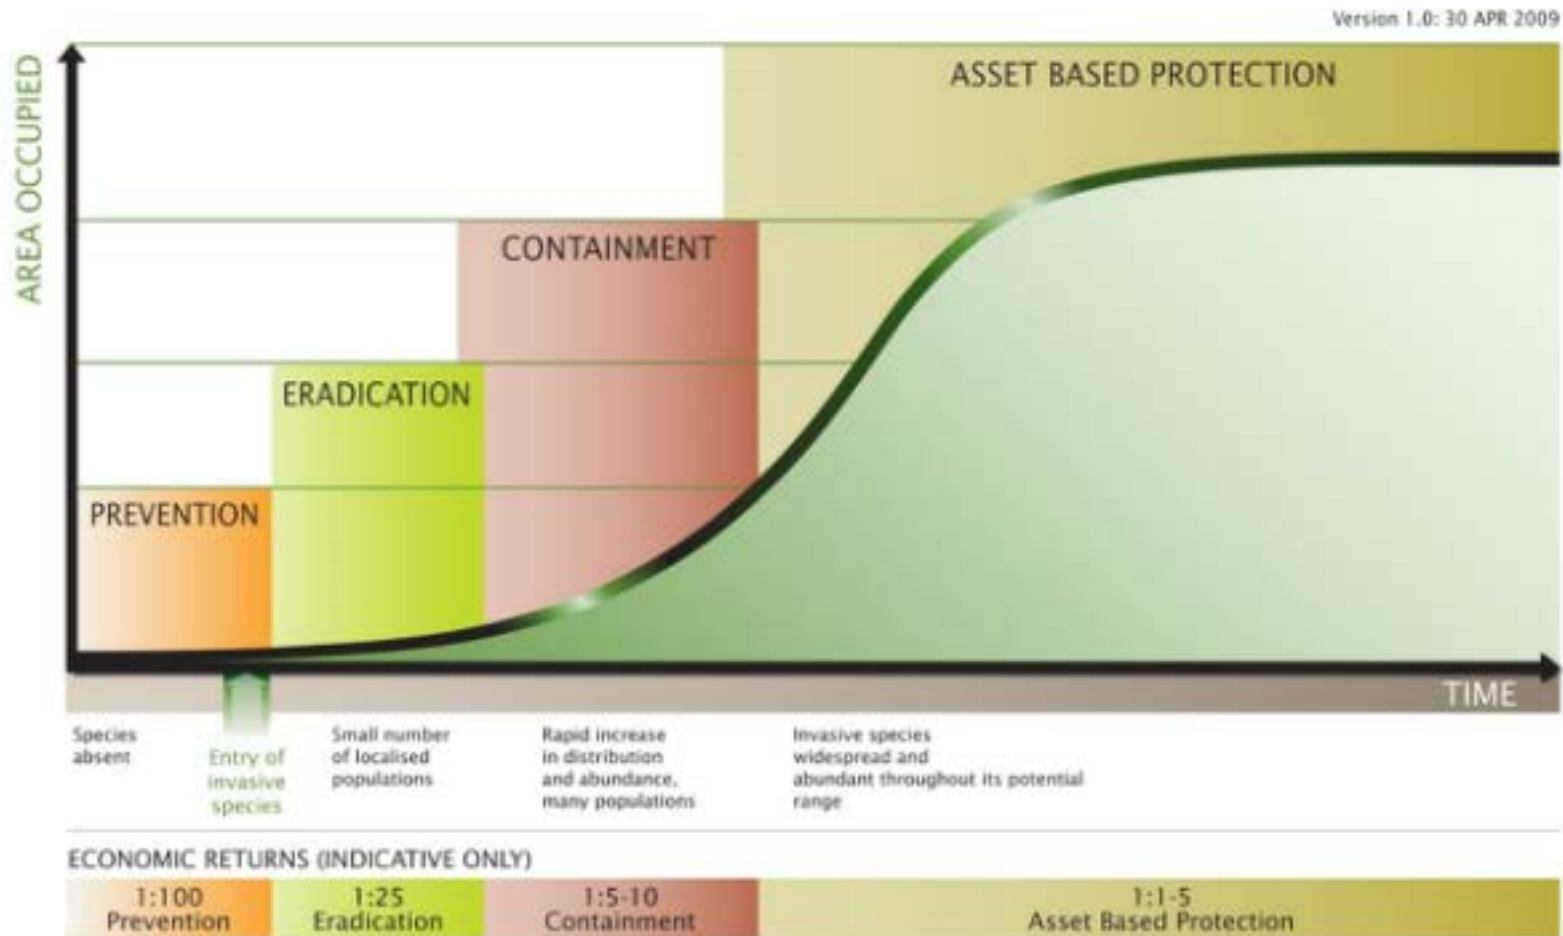 Version 1.0: 30 APR 2009
AREA OCCUPIED
ASSET BASED PROTECTION
CONTAINMENT
ERADICATION
PREVENTION
TIME
Species
absent
Entry of
invasive
species
Small number
of localised
populations
Rapid increase
in distribution
and abundance,
many populations
Invasive species
widespread and
abundant throughout its potential
range
ECONOMIC RETURNS (INDICATIVE ONLY)
1:100
Prevention
1:25
Eradication
1:5-10
Containment
1:1-5
Asset Based Protection